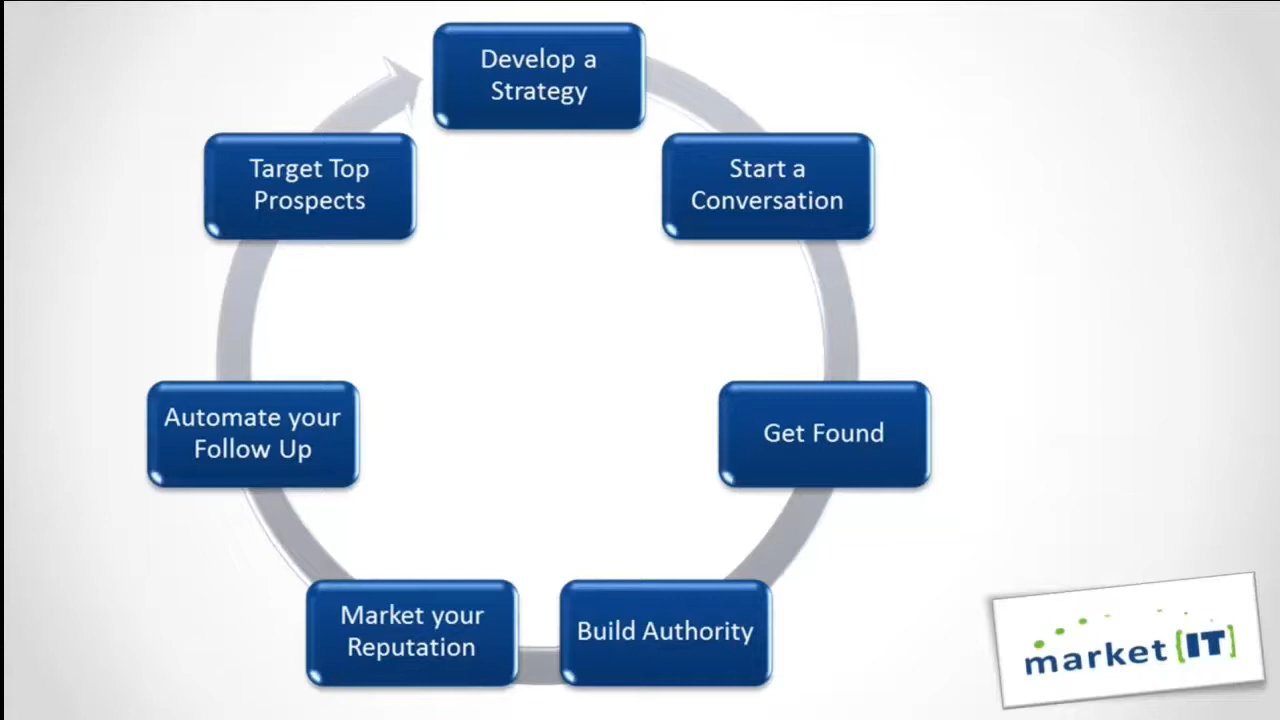 Develop a
Strategy
Start a
Conversation
Get Found
Build Authority
Market your
Reputation
Automate your
Follow Up
Target Top
Prospects
market [IT]